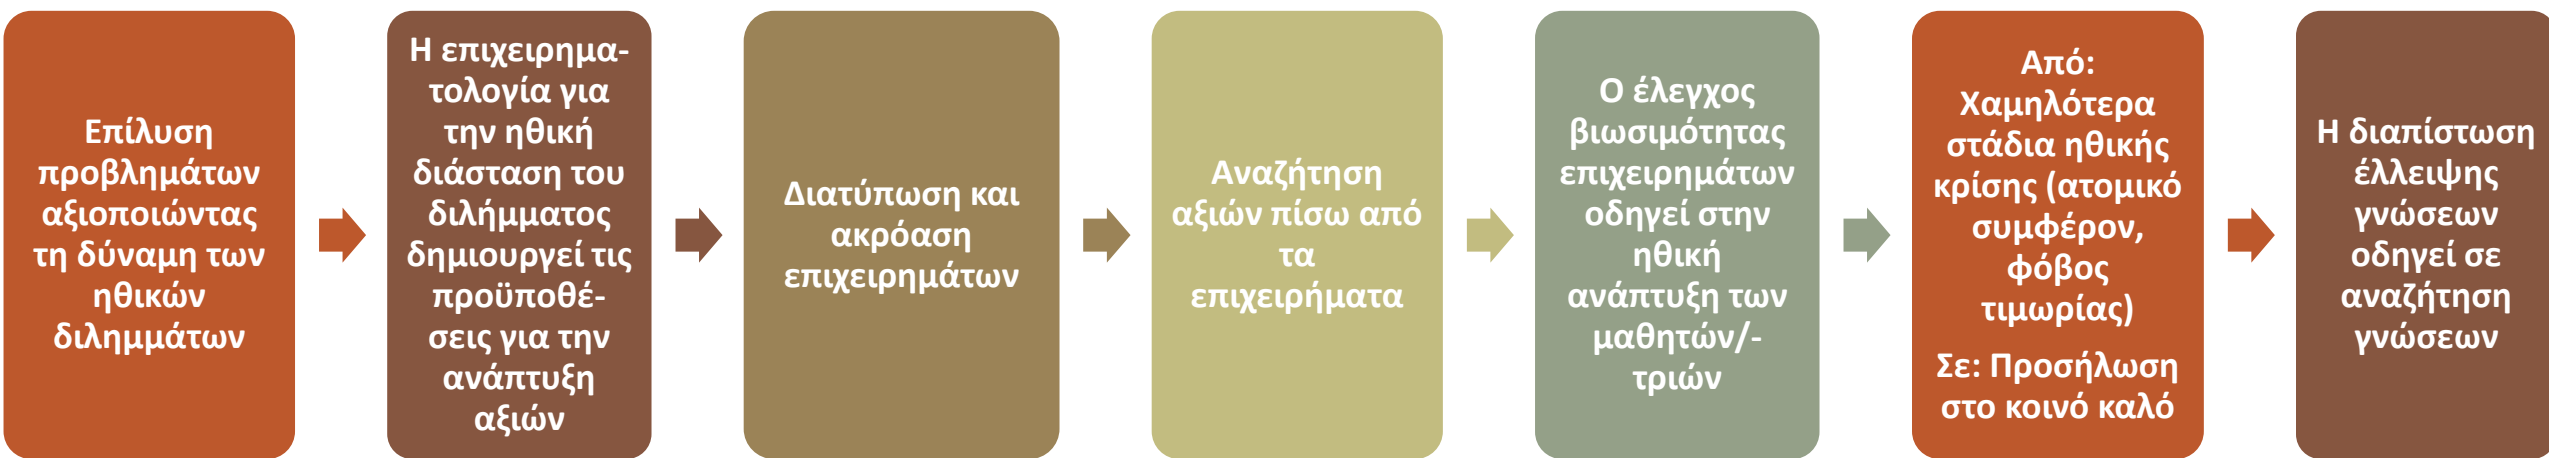 Επίλυση
προβλημάτων
αξιοποιώντας
τη δύναμη των
ηθικών
διλημμάτων
Η επιχειρημα-
τολογία για
την ηθική
διάσταση του
διλήμματος
δημιουργεί τις
προϋποθέ-
σεις για την
ανάπτυξη
αξιών
Διατύπωση και
ακρόαση
επιχειρημάτων
Αναζήτηση
αξιών πίσω από
τα
επιχειρήματα
Ο έλεγχος
βιωσιμότητας
επιχειρημάτων
οδηγεί στην
ηθική
ανάπτυξη των
μαθητών/-
τριών
Από:
Χαμηλότερα
στάδια ηθικής
κρίσης (ατομικό
συμφέρον,
φόβος
τιμωρίας)
Σε: Προσήλωση
στο κοινό καλό
Η διαπίστωση
έλλειψης
γνώσεων
οδηγεί σε
αναζήτηση
γνώσεων